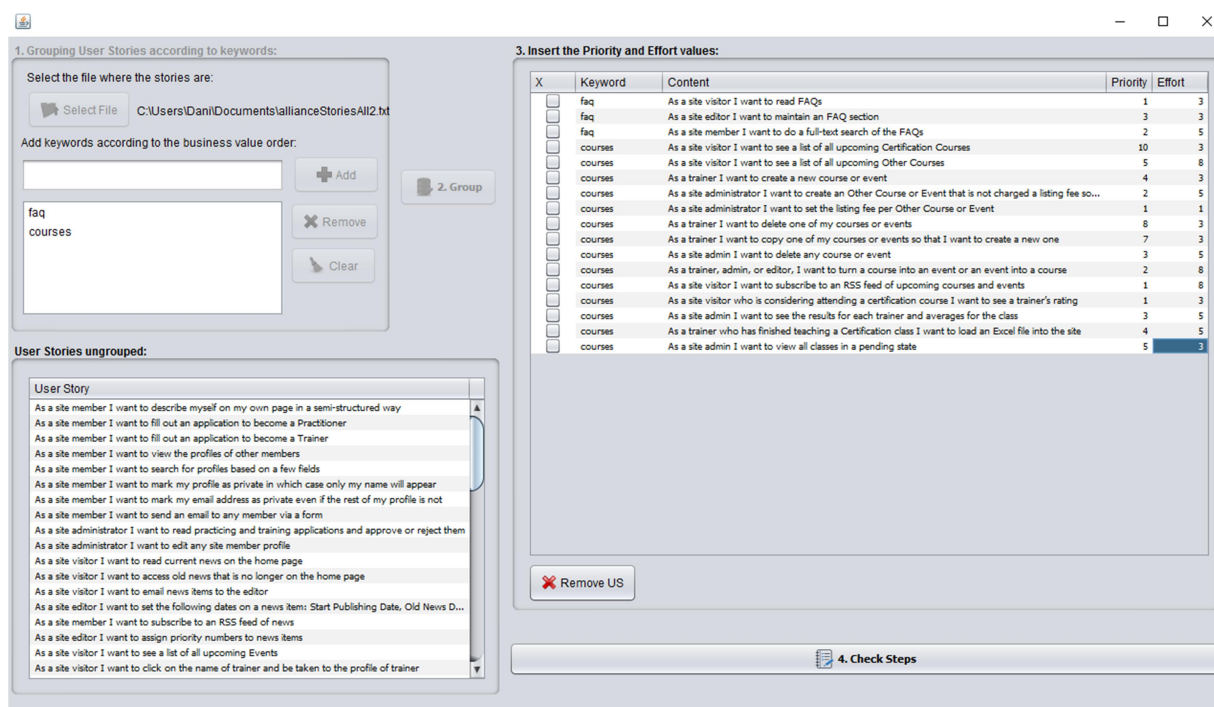 1. Grouping User Stories according to keywords:
Select the file where the stories are:
Select File
C:\Users\Dani\Documents\allianceStoriesAll2.txt
Add keywords according to the business value order:
Add
faq
courses
Remove
Clear
2. Group
User Stories ungrouped:
User Story
As a site member I want to describe myself on my own page in a semi-structured way
As a site member I want to fill out an application to become a Practitioner
As a site member I want to fill out an application to become a Trainer
As a site member I want to view the profiles of other members
As a site member I want to search for profiles based on a few fields
As a site member I want to mark my profile as private in which case only my name will appear
As a site member I want to mark my email address as private even if the rest of my profile is not
As a site member I want to send an email to any member via a form
As a site administrator I want to read practicing and training applications and approve or reject them
As a site administrator I want to edit any site member profile
As a site visitor I want to read current news on the home page
As a site visitor I want to access old news that is no longer on the home page
As a site visitor I want to email news items to the editor
As a site editor I want to set the following dates on a news item: Start Publishing Date, Old News D...
As a site member I want to subscribe to an RSS feed of news
As a site editor I want to assign priority numbers to news items
As a site visitor I want to see a list of all upcoming Events
As a site visitor I want to click on the name of trainer and be taken to the profile of trainer
3. Insert the Priority and Effort values:
X Keyword Content Priority Effort
faq As a site visitor I want to read FAQs 1 3
faq As a site editor I want to maintain an FAQ section 3 3
faq As a site member I want to do a full-text search of the FAQs 2 5
courses As a site visitor I want to see a list of all upcoming Certification Courses 10 3
courses As a site visitor I want to see a list of all upcoming Other Courses 5 8
courses As a trainer I want to create a new course or event 4 3
courses As a site administrator I want to create an Other Course or Event that is not charged a listing fee so... 2 5
courses As a site administrator I want to set the listing fee per Other Course or Event 1 1
courses As a trainer I want to delete one of my courses or events 8 3
courses As a trainer I want to copy one of my courses or events so that I want to create a new one 7 3
courses As a site admin I want to delete any course or event 3 5
courses As a trainer, admin, or editor, I want to turn a course into an event or an event into a course 2 8
courses As a site visitor I want to subscribe to an RSS feed of upcoming courses and events 1 8
courses As a site visitor who is considering attending a certification course I want to see a trainer's rating 1 3
courses As a site admin I want to see the results for each trainer and averages for the class 3 5
courses As a trainer who has finished teaching a Certification class I want to load an Excel file into the site 4 5
courses As a site admin I want to view all classes in a pending state 5 3
Remove US
4. Check Steps